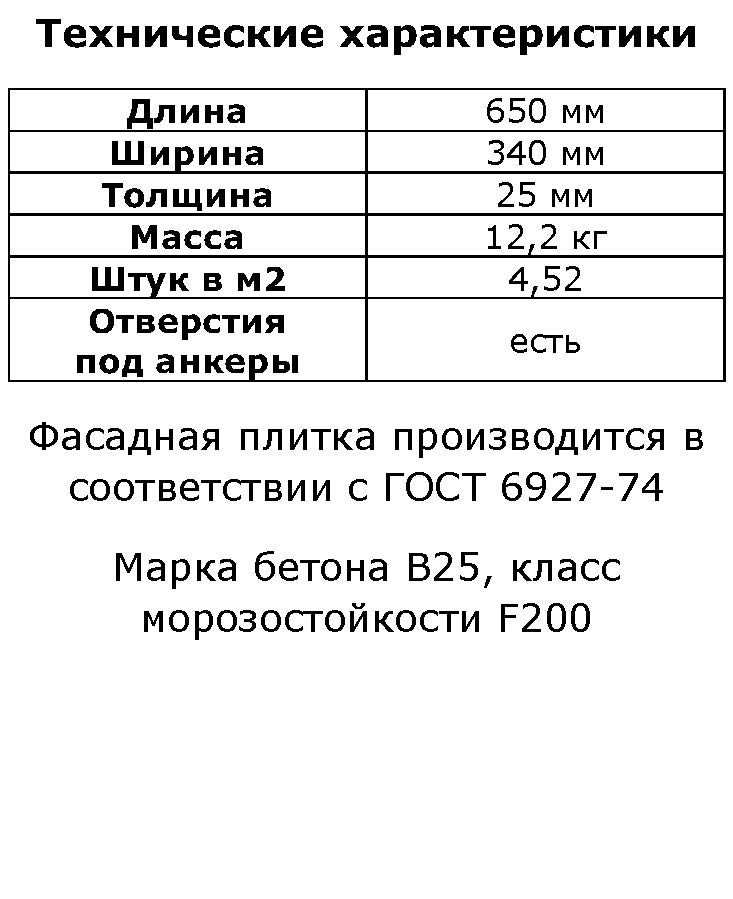 Технические характеристики
Длина 650 мм
Ширина 340 мм
Толщина 25 мм
Масса 12,2 кг
Штук в м2 4,52
Отверстия
под анкеры есть
Фасадная плитка производится в
соответствии с ГОСТ 6927-74
Марка бетона В25, класс
морозостойкости F200